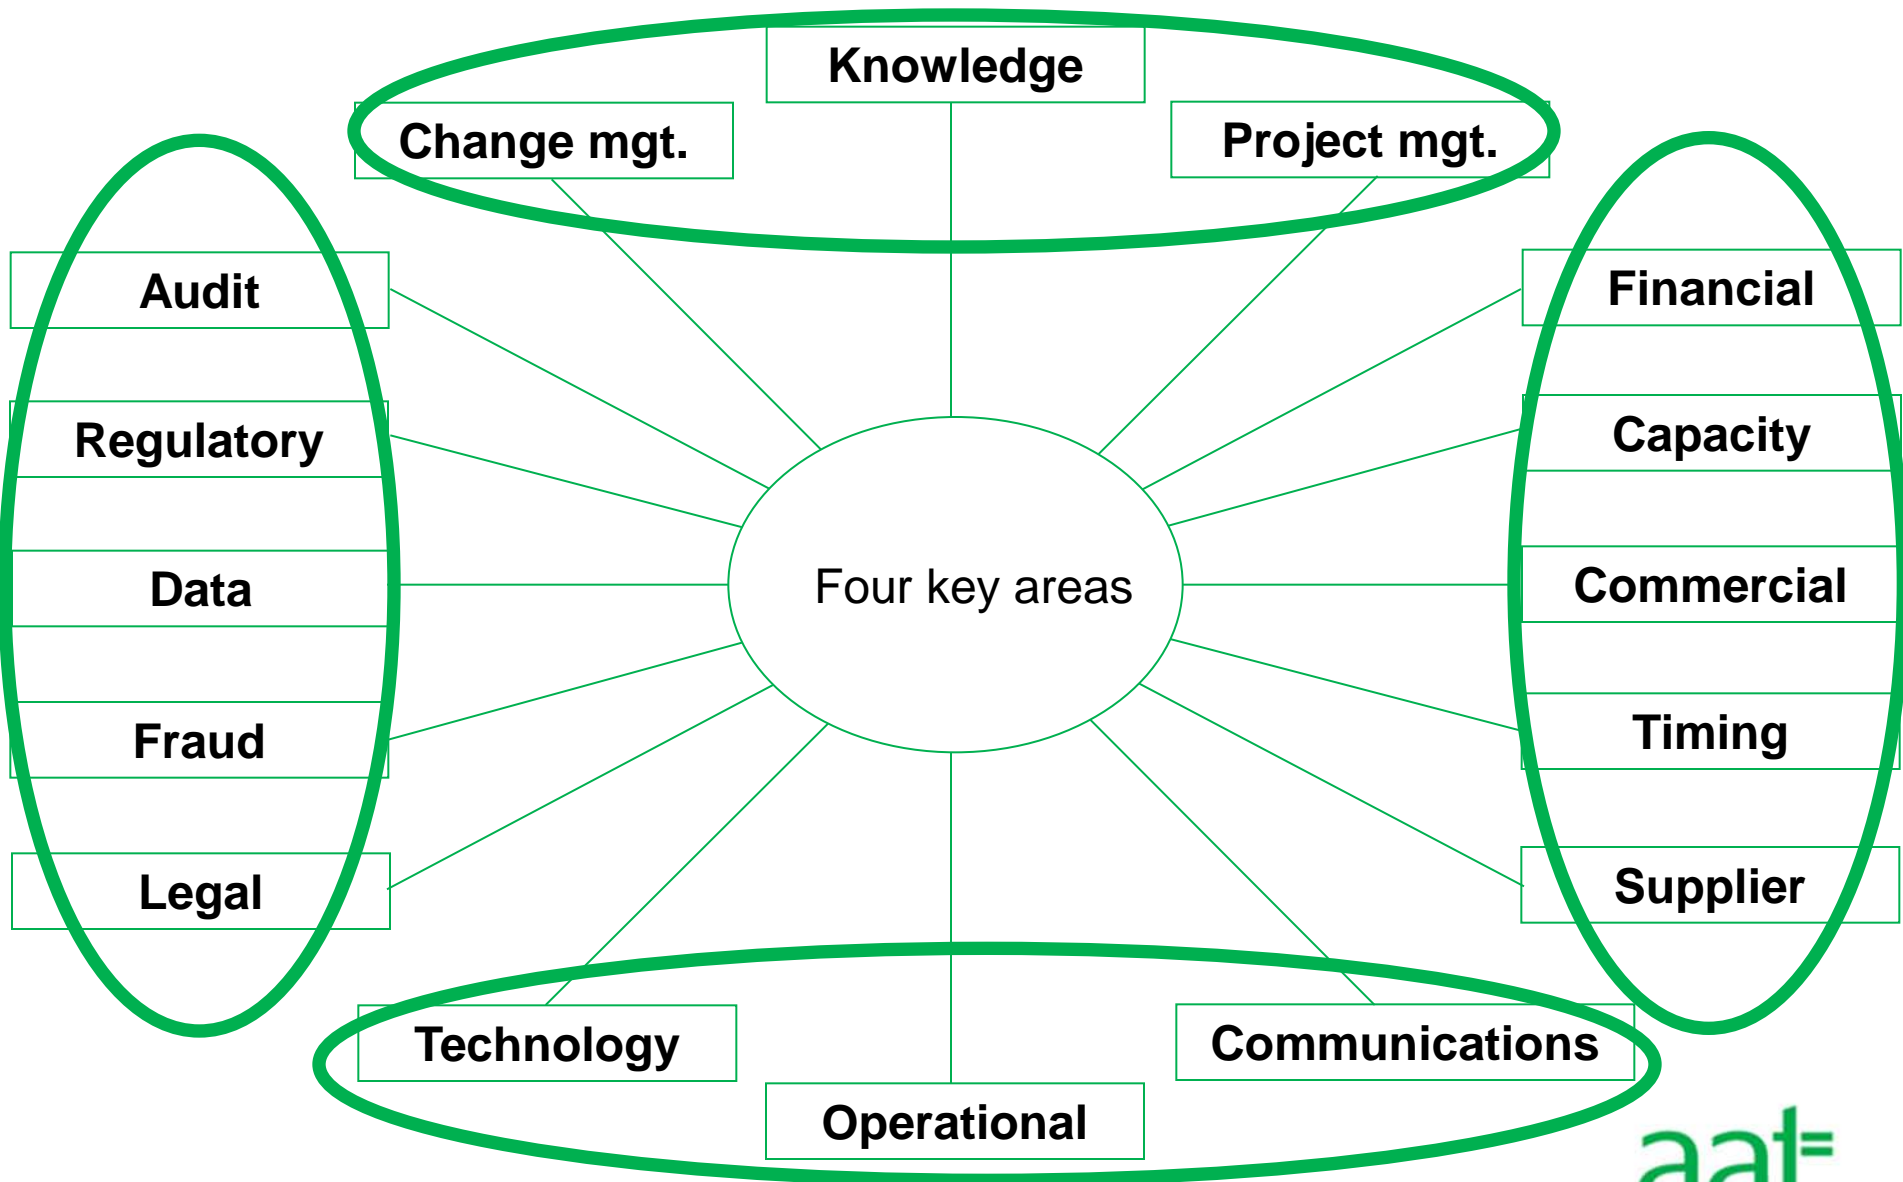 Knowledge
Change mgt.
Project mgt.
Audit
Financial
Regulatory
Capacity
Data
Four key areas
Commercial
Fraud
Timing
Legal
Supplier
Technology
Communications
Operational
aat